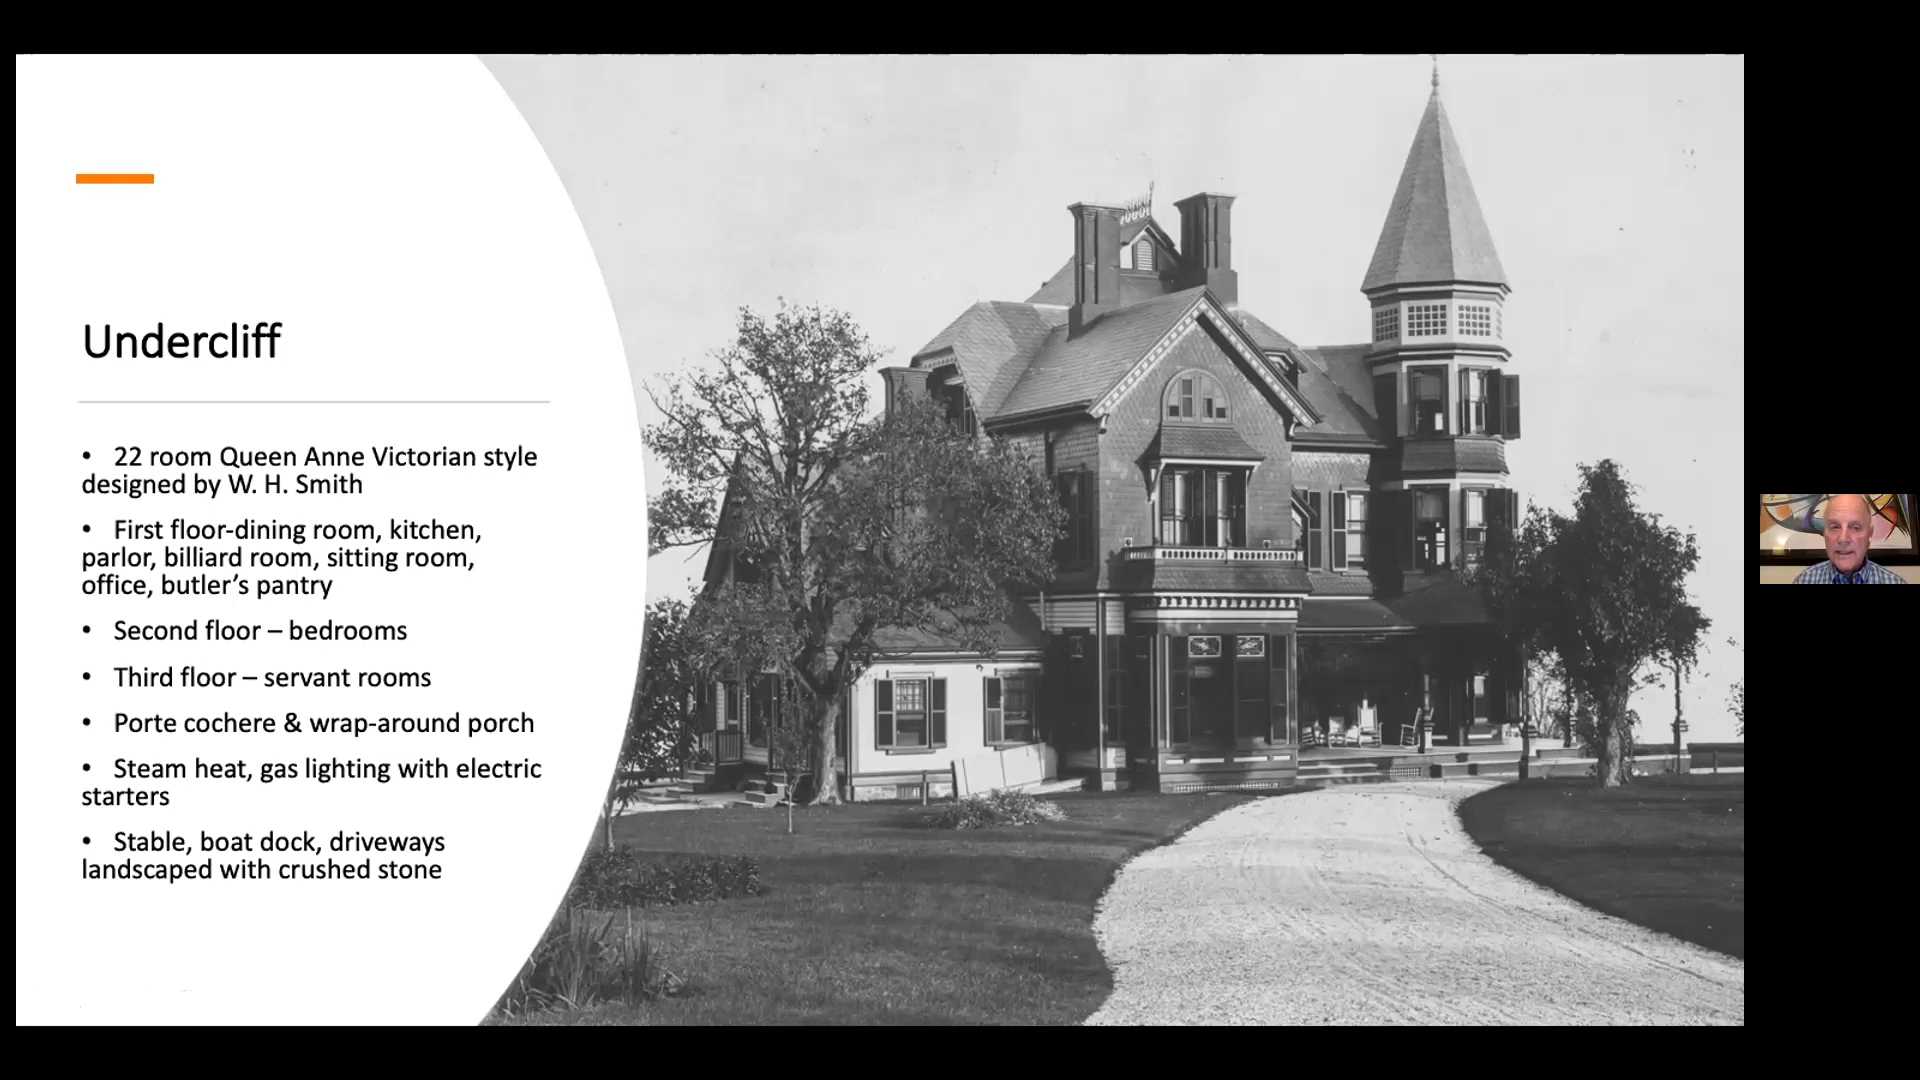 Undercliff
• 22 room Queen Anne Victorian style
designed by W. H. Smith
• First floor-dining room, kitchen,
parlor, billiard room, sitting room,
office, butler’s pantry
• Second floor – bedrooms
• Third floor – servant rooms
• Porte cochere & wrap-around porch
• Steam heat, gas lighting with electric
starters
• Stable, boat dock, driveways
landscaped with crushed stone